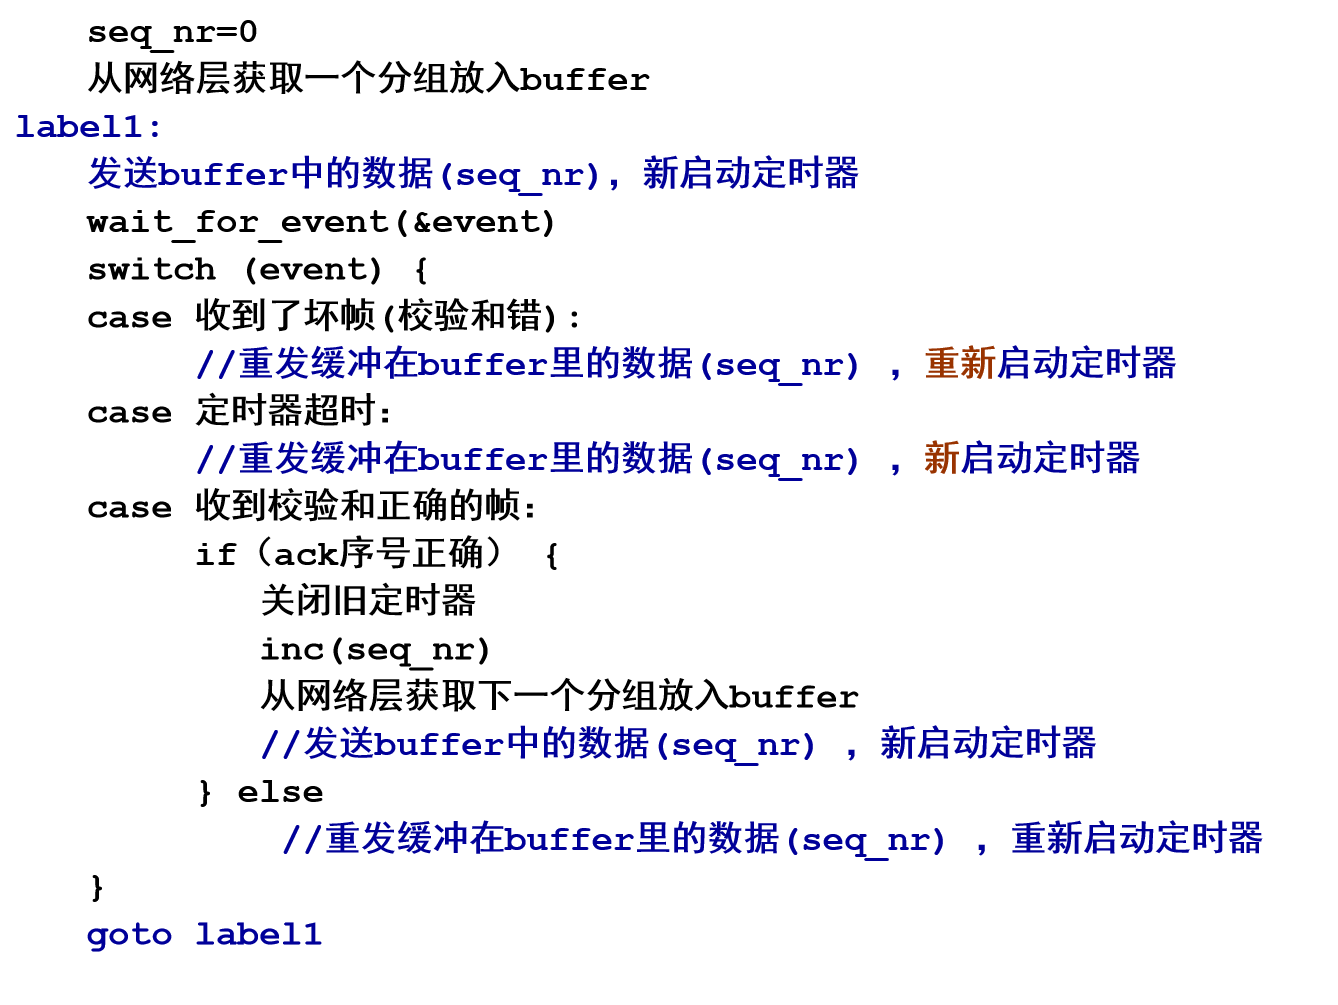 seq_nr=0
从网络层获取一个分组放入buffer
label1:
发送buffer中的数据(seq_nr), 新启动定时器
wait_for_event(&event)
switch (event) {
case 收到了坏帧(校验和错):
//重发缓冲在buffer里的数据(seq_nr) , 重新启动定时器
case 定时器超时:
//重发缓冲在buffer里的数据(seq_nr) , 新启动定时器
case 收到校验和正确的帧:
if（ack序号正确） {
关闭旧定时器
inc(seq_nr)
从网络层获取下一个分组放入buffer
//发送buffer中的数据(seq_nr) , 新启动定时器
} else
//重发缓冲在buffer里的数据(seq_nr) , 重新启动定时器
}
goto label1